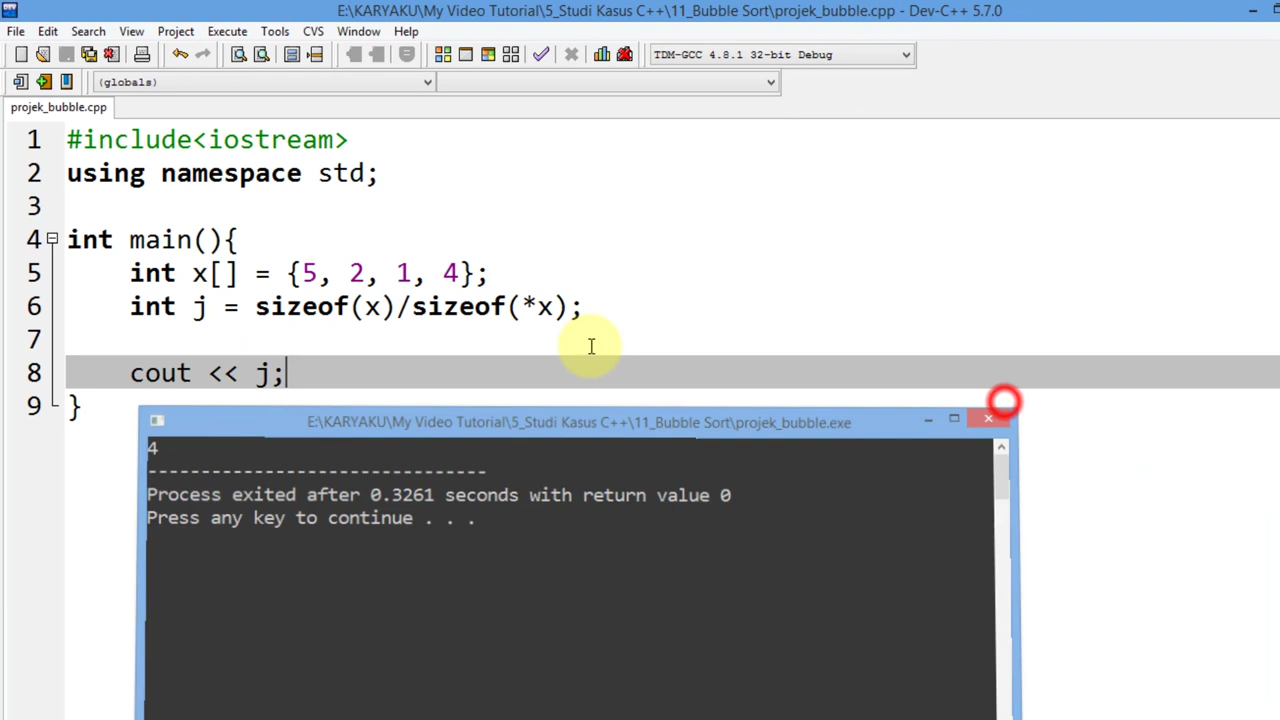 E:\KARYAKU\My Video Tutorial\5_Studi Kasus C++\11_Bubble Sort\projek_bubble.cpp - Dev-C++ 5.7.0
File Edit Search View Project Execute Tools CVS Window Help
TDM-GCC 4.8.1 32-bit Debug
(globals)
projek_bubble.cpp
1 #include<iostream>
2 using namespace std;
3
4 int main(){
5 int x[] = {5, 2, 1, 4};
6 int j = sizeof(x)/sizeof(*x);
7
8 cout << j;
9 }
E:\KARYAKU\My Video Tutorial\5_Studi Kasus C++\11_Bubble Sort\projek_bubble.exe
4
--------------------------------
Process exited after 0.3261 seconds with return value 0
Press any key to continue . . .